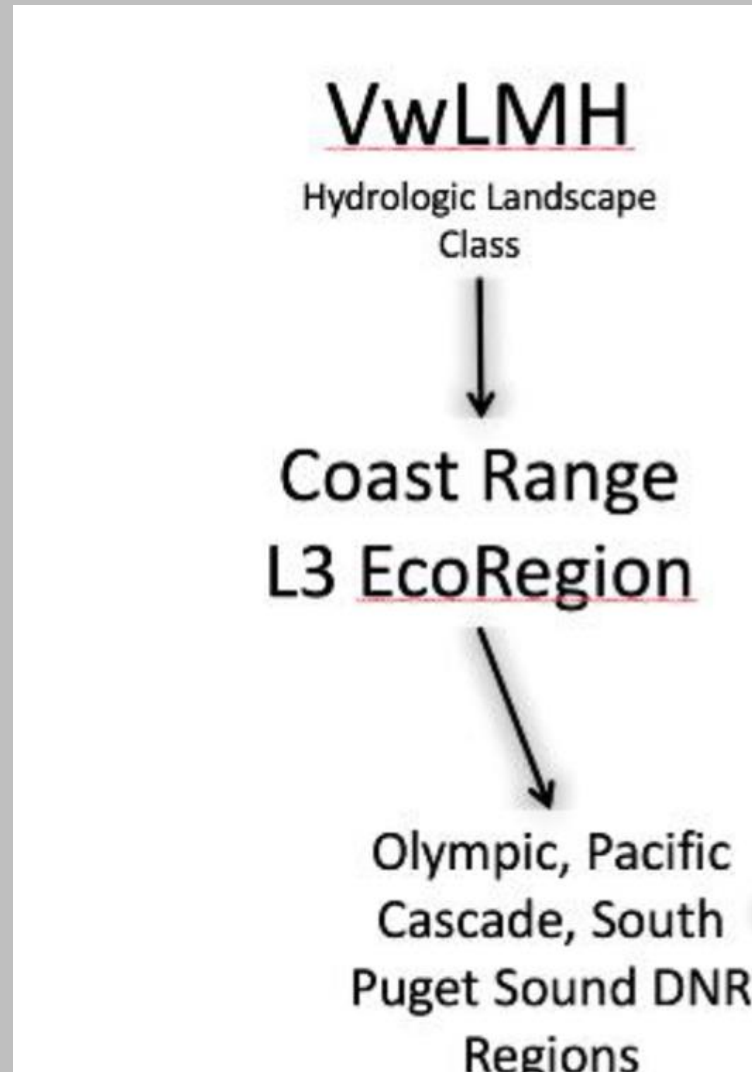 VwLMH
Hydrologic Landscape
Class
Coast Range
L3 EcoRegion
Olympic, Pacific
Cascade, South
Puget Sound DNR
Regions